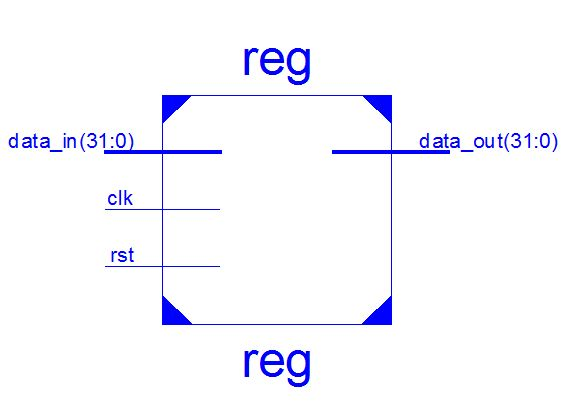 reg
data_in(31:0)
data_out(31:0)
clk
rst
reg